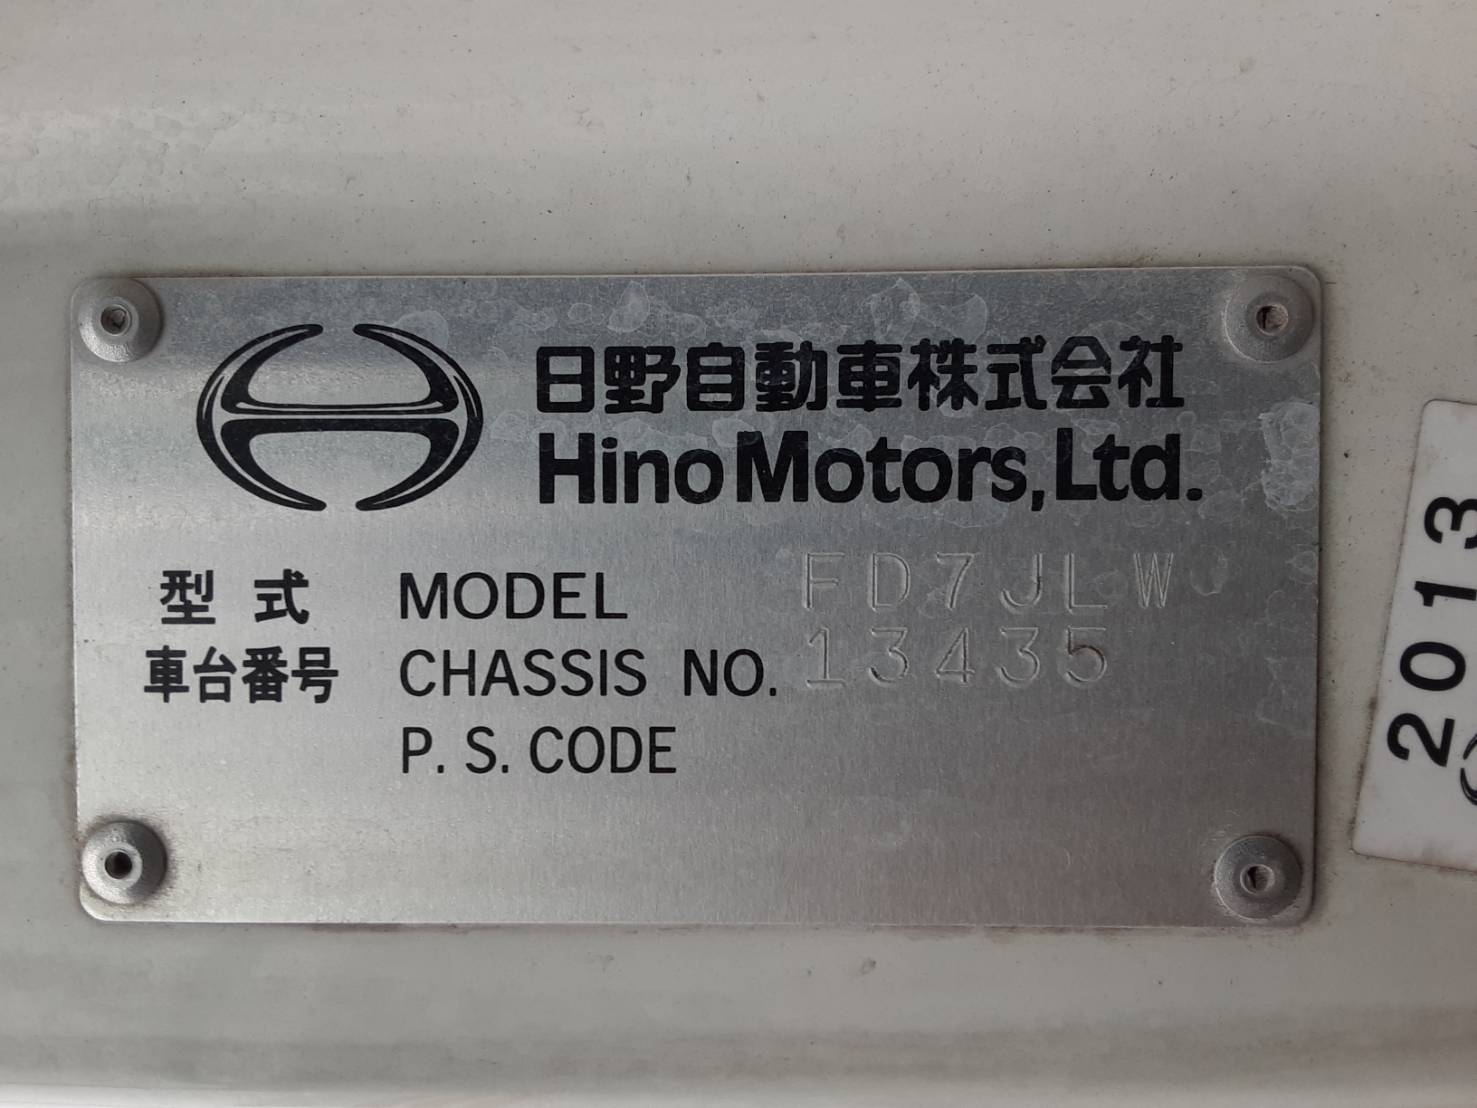 日野自動車株式会社
Hino Motors, Ltd.
型式 MODEL FD7JLW
車台番号 CHASSIS NO. 13435
P. S. CODE
2013